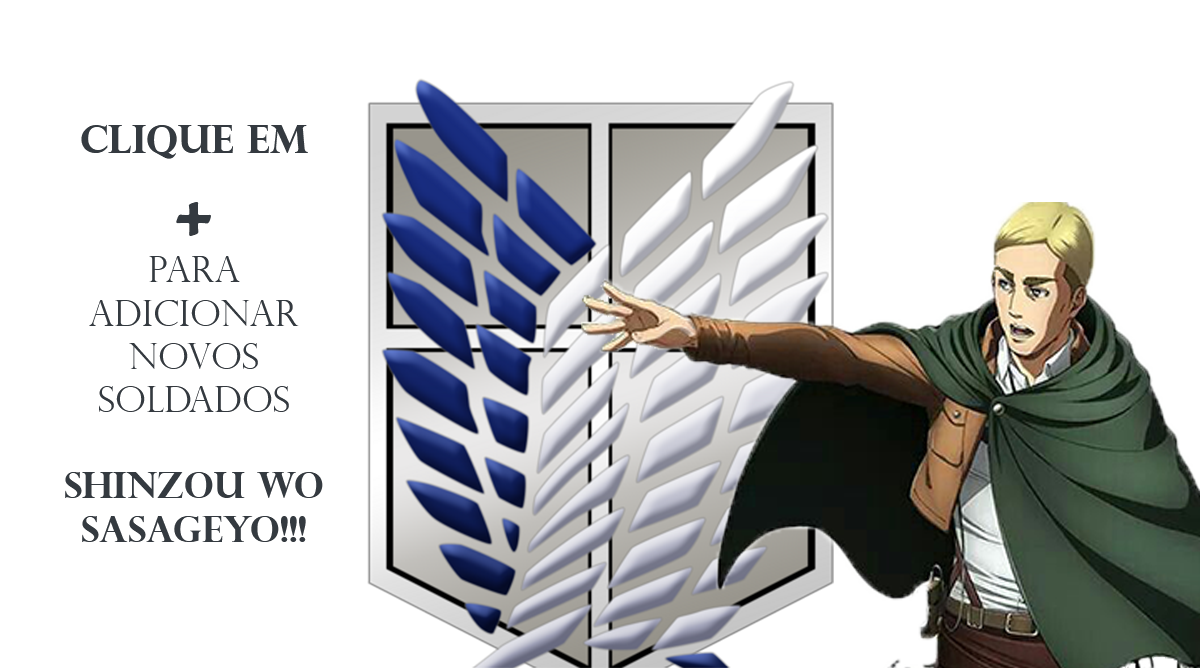 CLIQUE EM
+
PARA
ADICIONAR
NOVOS
SOLDADOS
SHINZOU WO
SASAGEYO!!!